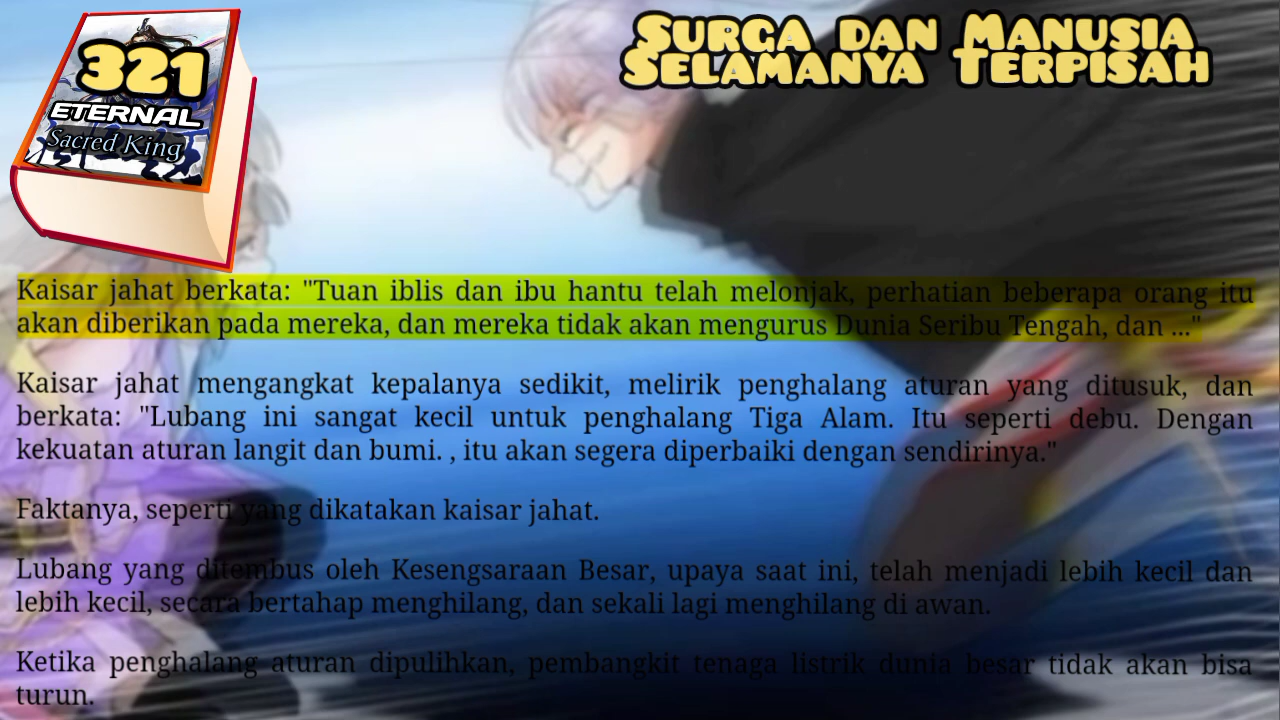 321
ETERNAL
Sacred King
Surga dan Manusia
Selamanya Terpisah
Kaisar jahat berkata: "Tuan iblis dan ibu hantu telah melonjak, perhatian beberapa orang itu
akan diberikan pada mereka, dan mereka tidak akan mengurus Dunia Seribu Tengah, dan ..."
Kaisar jahat mengangkat kepalanya sedikit, melirik penghalang aturan yang ditusuk, dan
berkata: "Lubang ini sangat kecil untuk penghalang Tiga Alam. Itu seperti debu. Dengan
kekuatan aturan langit dan bumi. , itu akan segera diperbaiki dengan sendirinya."
Faktanya, seperti yang dikatakan kaisar jahat.
Lubang yang ditembus oleh Kesengsaraan Besar, upaya saat ini, telah menjadi lebih kecil dan
lebih kecil, secara bertahap menghilang, dan sekali lagi menghilang di awan.
Ketika penghalang aturan dipulihkan, pembangkit tenaga listrik dunia besar tidak akan bisa
turun.